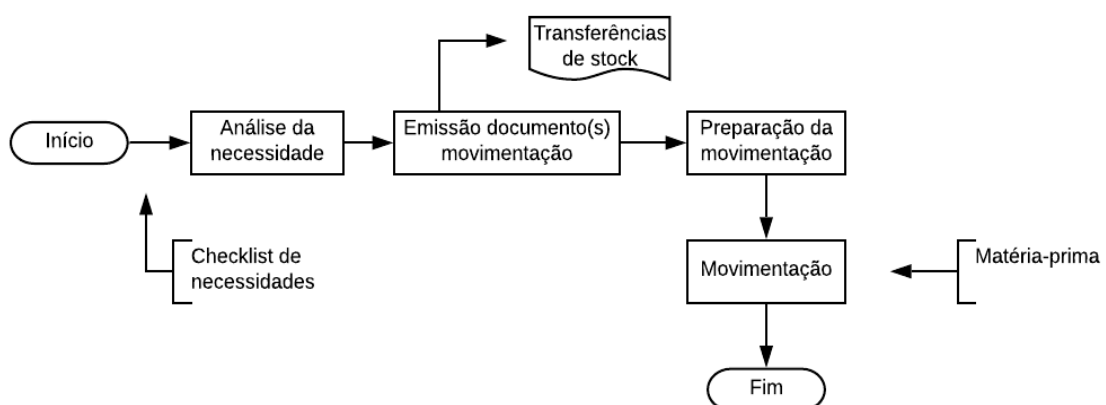 Transferências
de stock
Início
Análise da
necessidade
Emissão documento(s)
movimentação
Preparação da
movimentação
Checklist de
necessidades
Movimentação
Matéria-prima
Fim